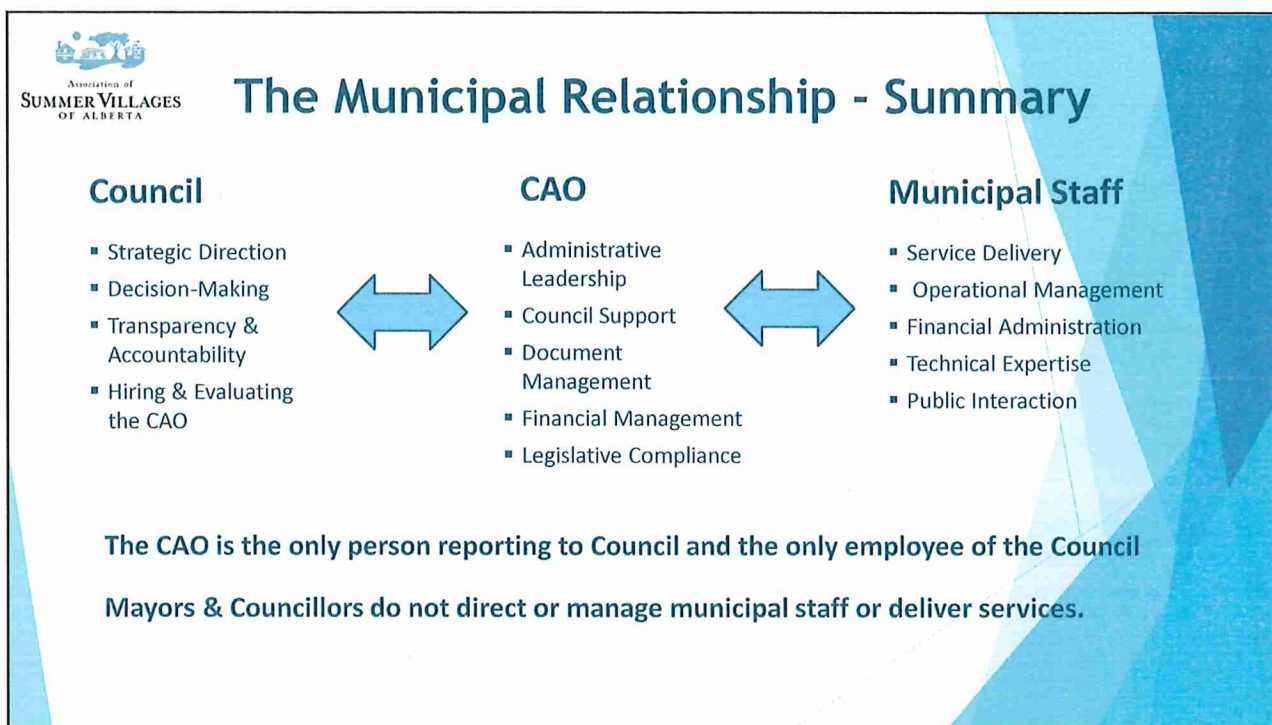 Association of
SUMMER VILLAGES
OF ALBERTA
The Municipal Relationship - Summary
Council
▪ Strategic Direction
▪ Decision-Making
▪ Transparency &
Accountability
▪ Hiring & Evaluating
the CAO
CAO
▪ Administrative
Leadership
▪ Council Support
▪ Document
Management
▪ Financial Management
▪ Legislative Compliance
Municipal Staff
▪ Service Delivery
▪ Operational Management
▪ Financial Administration
▪ Technical Expertise
▪ Public Interaction
The CAO is the only person reporting to Council and the only employee of the Council
Mayors & Councillors do not direct or manage municipal staff or deliver services.